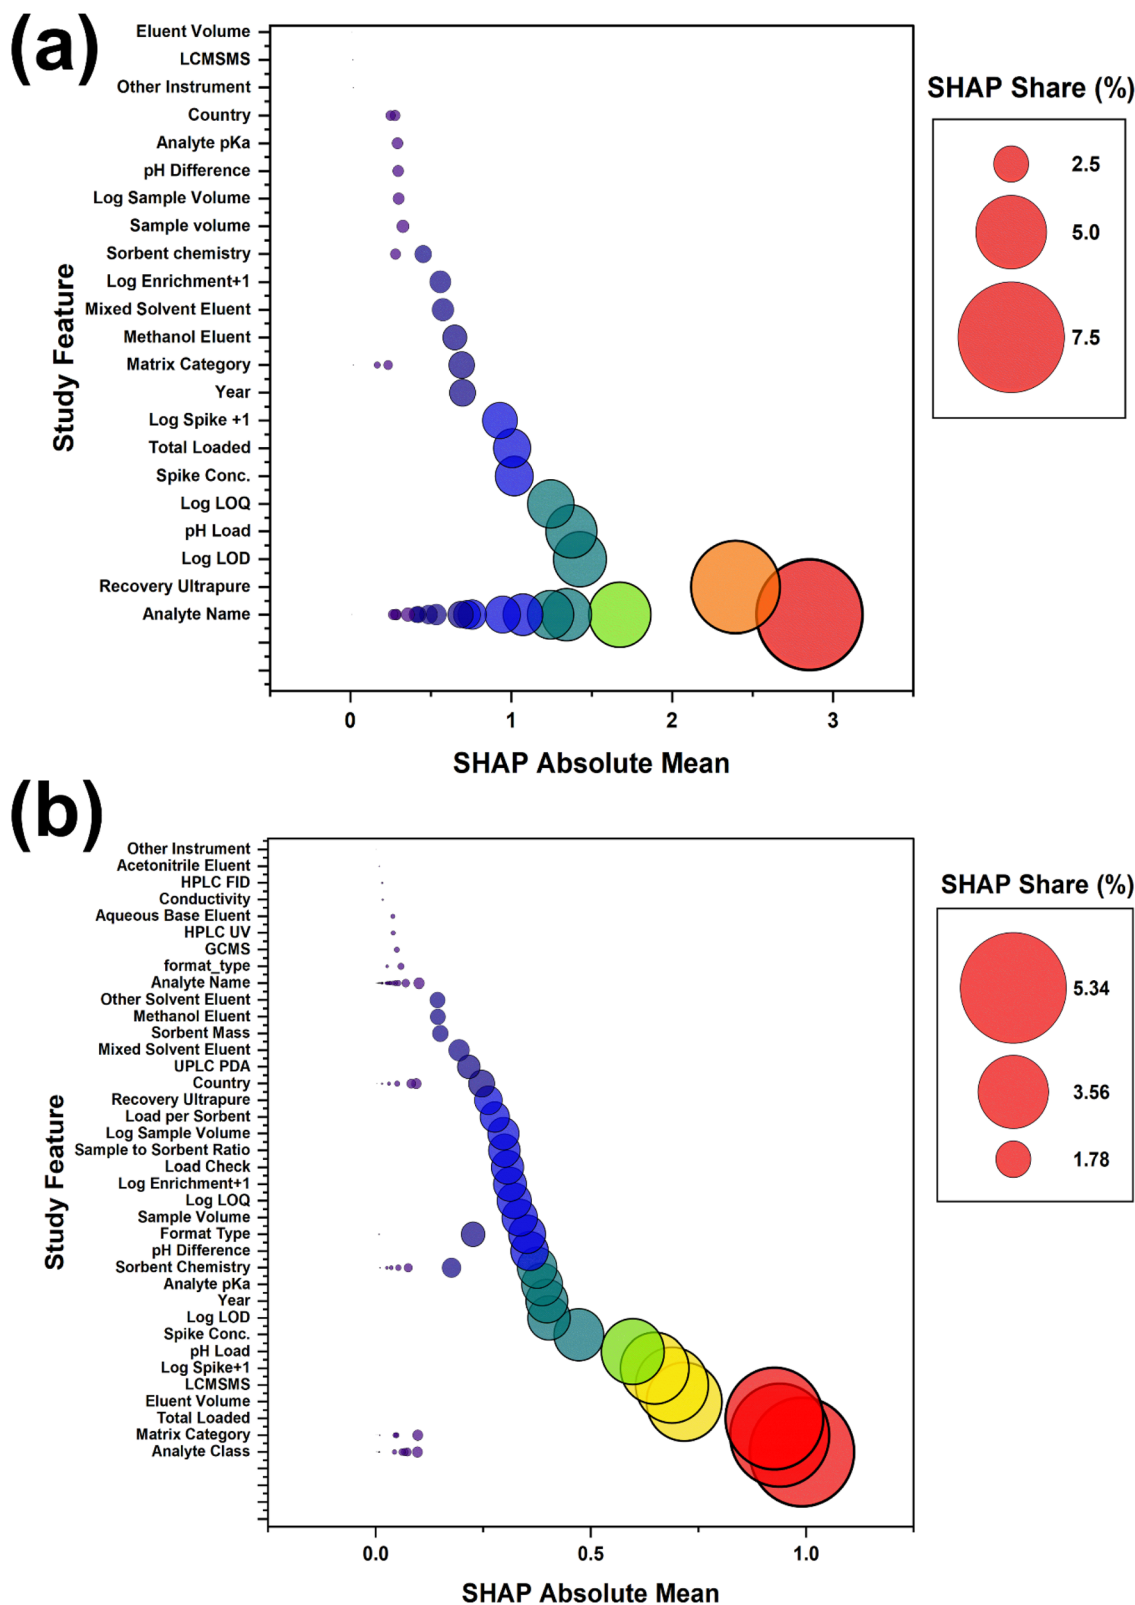 (a)
Eluent Volume
LCMSMS
Other Instrument
Country
Analyte pKa
pH Difference
Log Sample Volume
Sample volume
Sorbent chemistry
Log Enrichment+1
Mixed Solvent Eluent
Methanol Eluent
Matrix Category
Year
Log Spike +1
Total Loaded
Spike Conc.
Log LOQ
pH Load
Log LOD
Recovery Ultrapure
Analyte Name
Study Feature
0 1 2 3
SHAP Absolute Mean
SHAP Share (%)
2.5
5.0
7.5
(b)
Other Instrument
Acetonitrile Eluent
HPLC FID
Conductivity
Aqueous Base Eluent
HPLC UV
GCMS
format_type
Analyte Name
Other Solvent Eluent
Methanol Eluent
Sorbent Mass
Mixed Solvent Eluent
UPLC PDA
Country
Recovery Ultrapure
Load per Sorbent
Log Sample Volume
Sample to Sorbent Ratio
Load Check
Log Enrichment+1
Log LOQ
Sample Volume
Format Type
pH Difference
Sorbent Chemistry
Analyte pKa
Year
Log LOD
Spike Conc.
pH Load
Log Spike+1
LCMSMS
Eluent Volume
Total Loaded
Matrix Category
Analyte Class
Study Feature
0.0 0.5 1.0
SHAP Absolute Mean
SHAP Share (%)
5.34
3.56
1.78